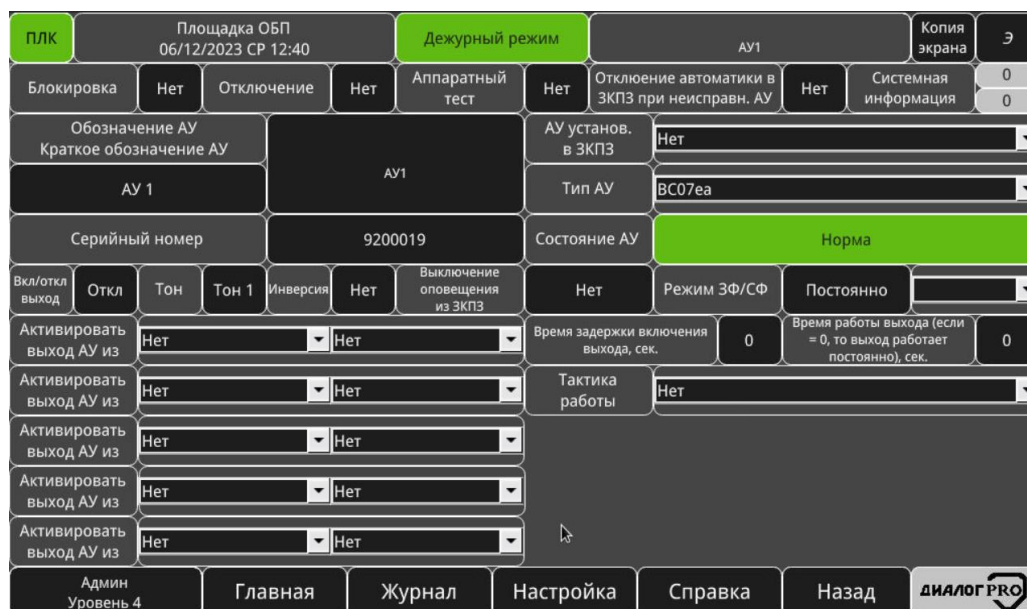 ПЛК
Площадка ОБП
06/12/2023 СР 12:40
Дежурный режим
АУ1
Копия
экрана
Э
Блокировка
Нет
Отключение
Нет
Аппаратный
тест
Нет
Отклюение автоматики в
ЗКПЗ при неисправн. АУ
Нет
Системная
информация
0
0
Обозначение АУ
Краткое обозначение АУ
АУ1
АУ установ.
в ЗКПЗ
Нет
АУ 1
Тип АУ
ВС07еа
Серийный номер
9200019
Состояние АУ
Норма
Вкл/откл
выход
Откл
Тон
Тон 1
Инверсия
Нет
Выключение
оповещения
из ЗКПЗ
Нет
Режим ЗФ/СФ
Постоянно
Активировать
выход АУ из
Нет
Нет
Время задержки включения
выхода, сек.
0
Время работы выхода (если
= 0, то выход работает
постоянно), сек.
0
Активировать
выход АУ из
Нет
Нет
Тактика
работы
Нет
Активировать
выход АУ из
Нет
Нет
Активировать
выход АУ из
Нет
Нет
Активировать
выход АУ из
Нет
Нет
Админ
Уровень 4
Главная
Журнал
Настройка
Справка
Назад
ДИАЛОГ PRO